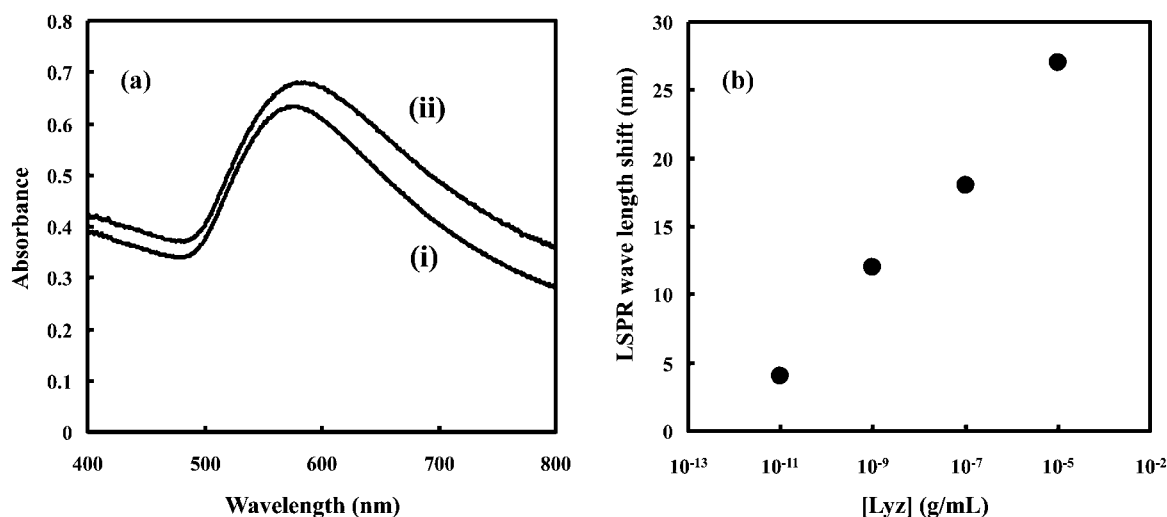 (a)
(ii)
(i)
0.8
0.7
0.6
0.5
0.4
0.3
0.2
0.1
0
Absorbance
400 500 600 700 800
Wavelength (nm)
(b)
30
25
20
15
10
5
0
LSPR wave length shift (nm)
10-13 10-11 10-9 10-7 10-5 10-2
[Lyz] (g/mL)